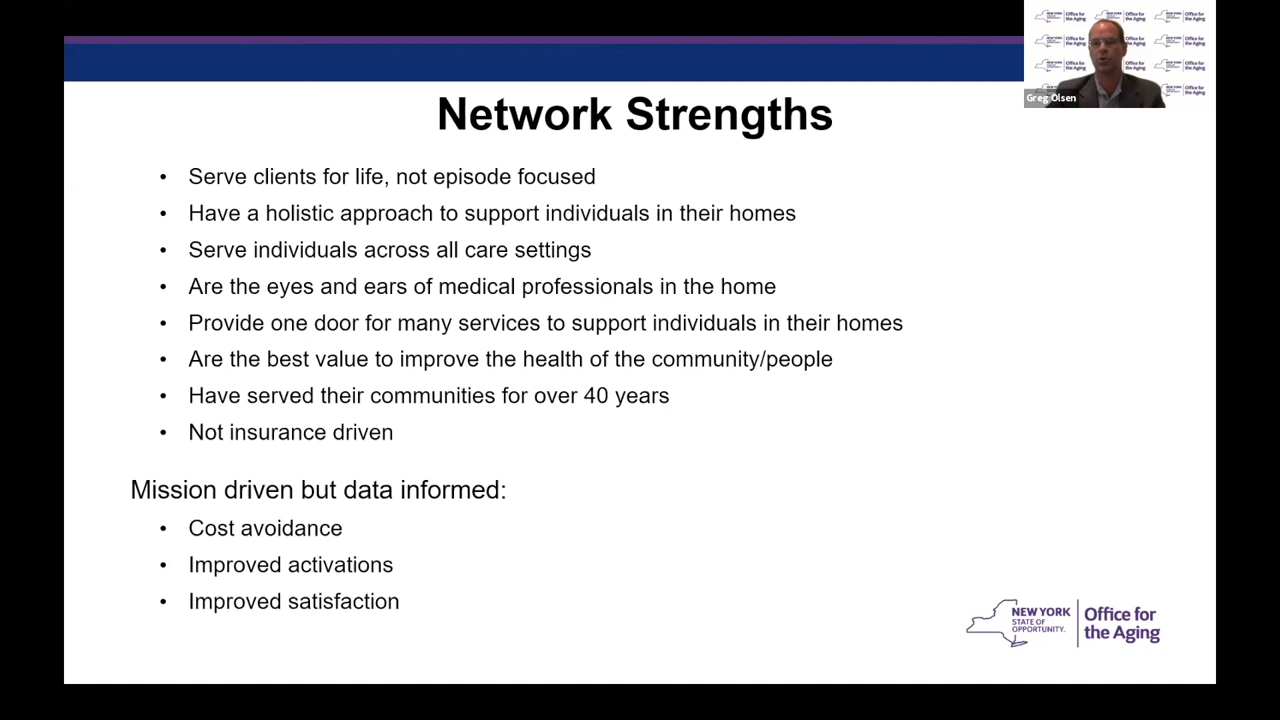 Network Strengths
• Serve clients for life, not episode focused
• Have a holistic approach to support individuals in their homes
• Serve individuals across all care settings
• Are the eyes and ears of medical professionals in the home
• Provide one door for many services to support individuals in their homes
• Are the best value to improve the health of the community/people
• Have served their communities for over 40 years
• Not insurance driven
Mission driven but data informed:
• Cost avoidance
• Improved activations
• Improved satisfaction
NEW YORK
STATE OF
OPPORTUNITY.
Office for
the Aging
Greg Olsen
Office for
the Aging